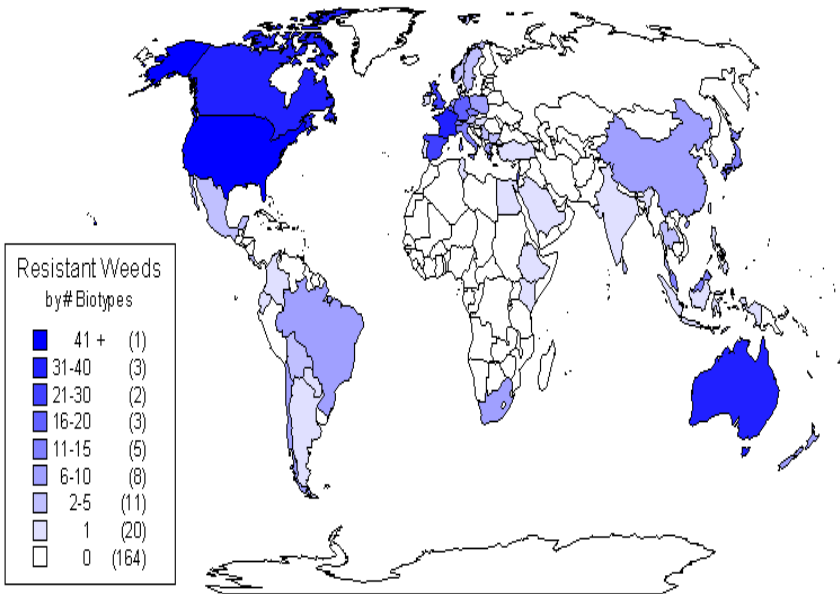 Resistant Weeds
by # Biotypes
41 + (1)
31-40 (3)
21-30 (2)
16-20 (3)
11-15 (5)
6-10 (8)
2-5 (11)
1 (20)
0 (164)